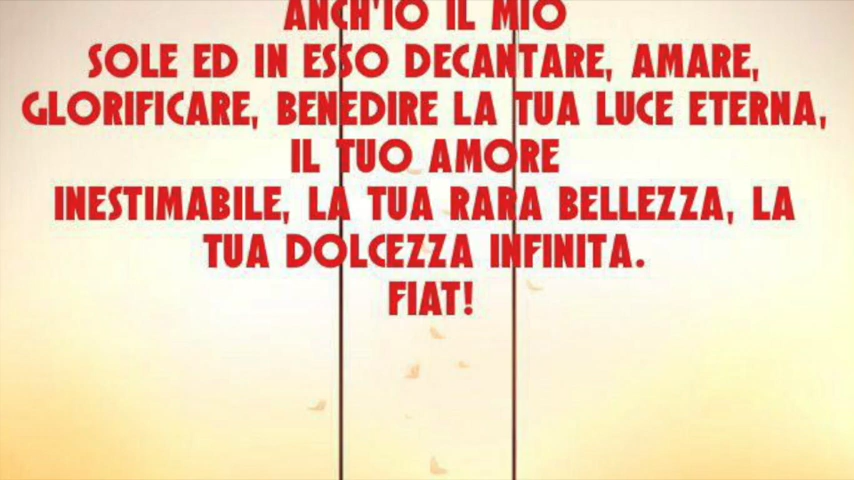 ANCH'IO IL MIO
SOLE ED IN ESSO DECANTARE, AMARE,
GLORIFICARE, BENEDIRE LA TUA LUCE ETERNA,
IL TUO AMORE
INESTIMABILE, LA TUA RARA BELLEZZA, LA
TUA DOLCEZZA INFINITA.
FIAT!